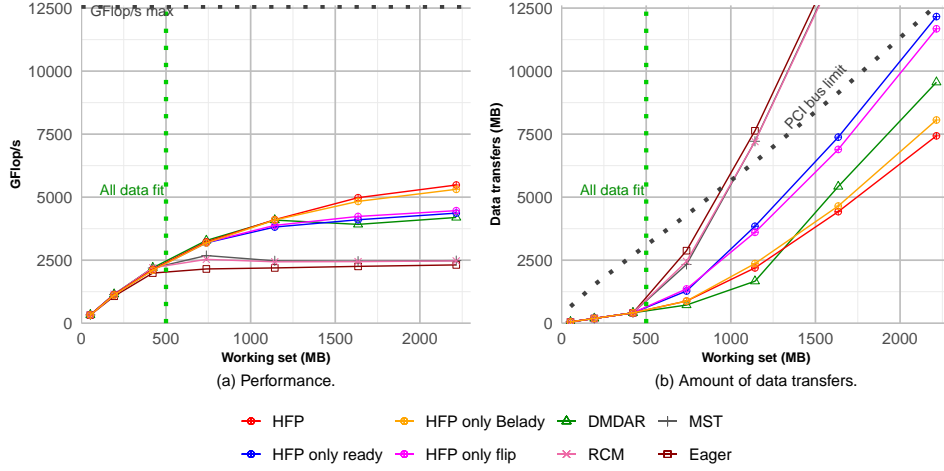 GFlop/s max
12500
10000
7500
5000
2500
0
GFlop/s
All data fit
0 500 1000 1500 2000
Working set (MB)
(a) Performance.
12500
10000
7500
5000
2500
0
Data transfers (MB)
All data fit
PCI bus limit
0 500 1000 1500 2000
Working set (MB)
(b) Amount of data transfers.
HFP HFP only Belady DMDAR MST
HFP only ready HFP only flip RCM Eager